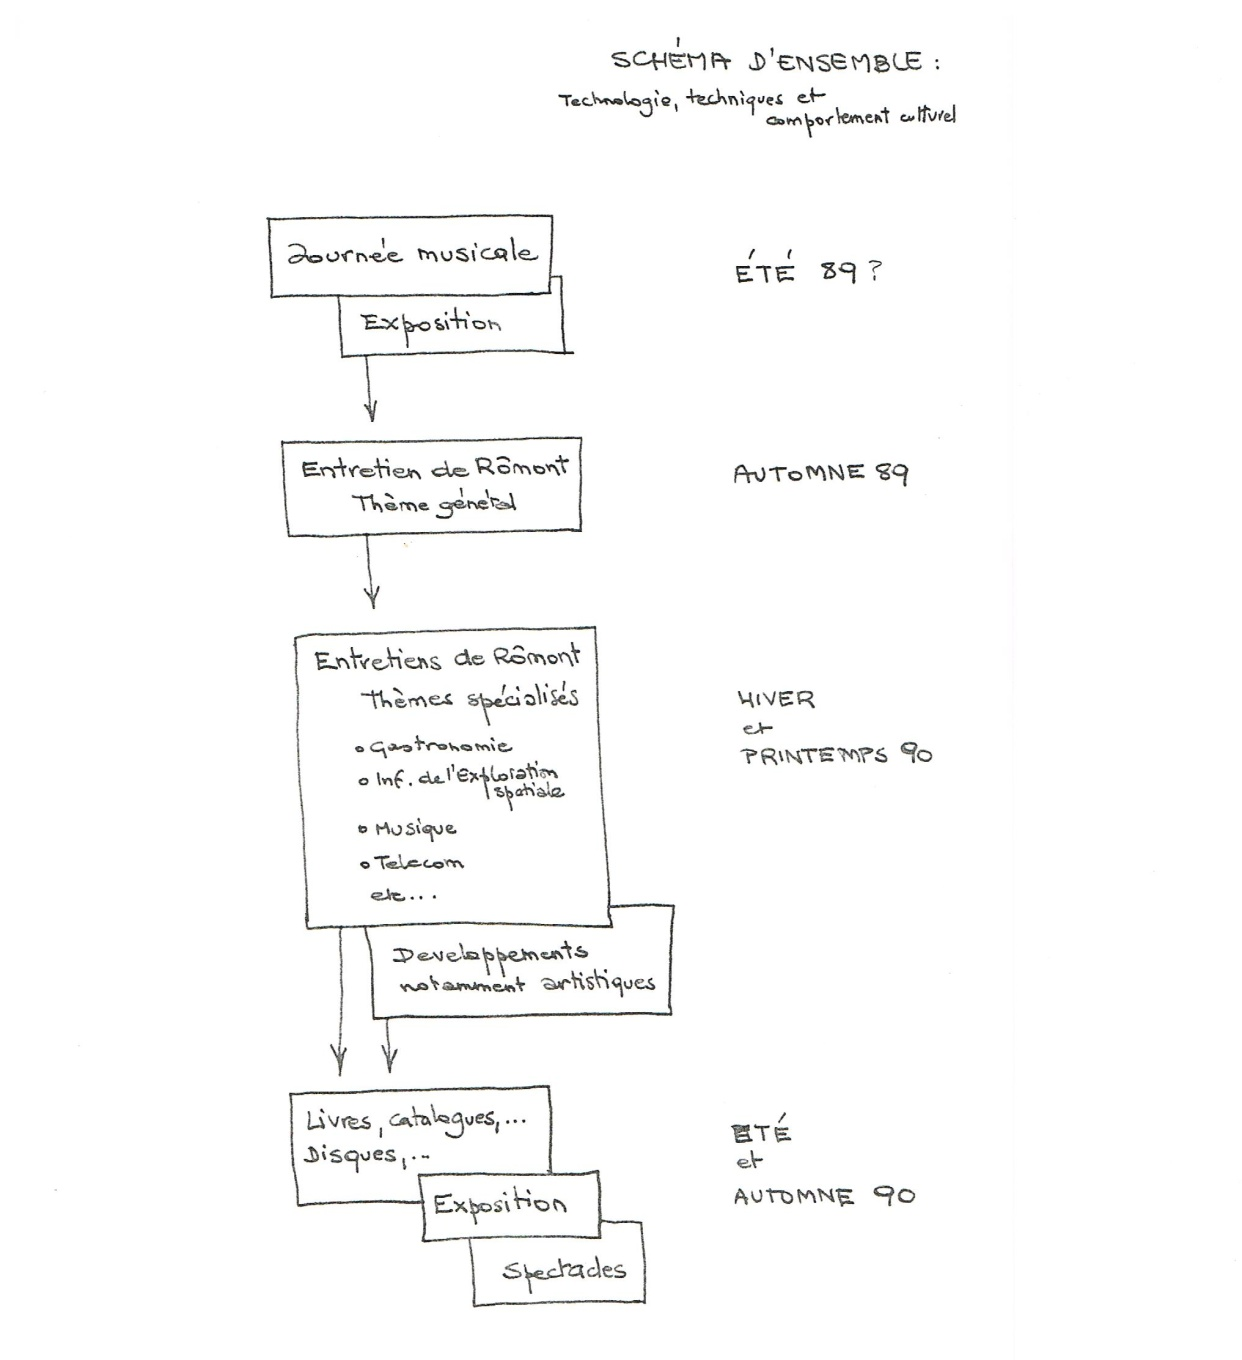 SCHÉMA D'ENSEMBLE :
Technologie, techniques et
comportement culturel
Journée musicale
ÉTÉ 89 ?
Exposition
Entretien de Rômont
Thème général
AUTOMNE 89
Entretiens de Rômont
Thèmes spécialisés
• Gastronomie
• Inf. de l'Exploration
spatiale
• Musique
• Telecom
etc...
HIVER
et
PRINTEMPS 90
Developpements
notamment artistiques
Livres, catalogues,...
Disques,...
ETÉ
et
AUTOMNE 90
Exposition
Spectacles